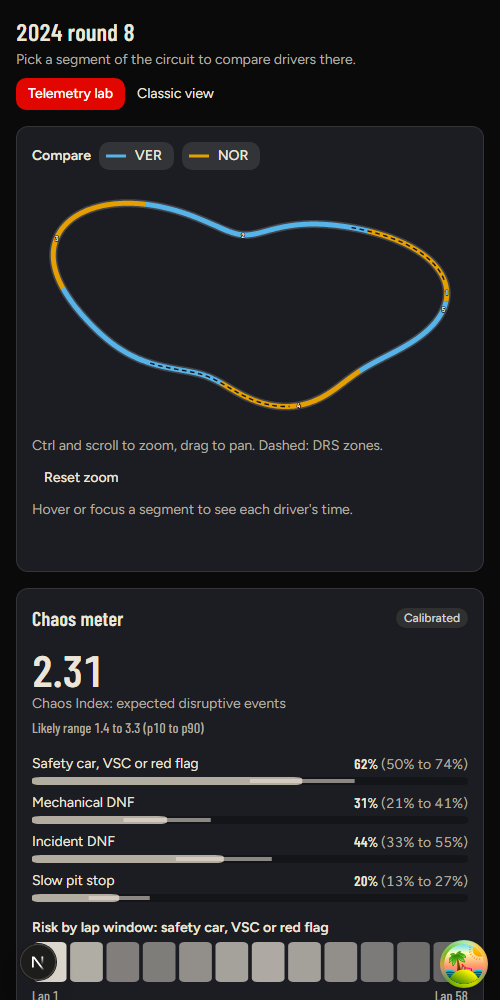 2024 round 8
Pick a segment of the circuit to compare drivers there.
Telemetry lab Classic view
Compare VER NOR
2
4
Ctrl and scroll to zoom, drag to pan. Dashed: DRS zones.
Reset zoom
Hover or focus a segment to see each driver's time.
Chaos meter Calibrated
2.31
Chaos Index: expected disruptive events
Likely range 1.4 to 3.3 (p10 to p90)
Safety car, VSC or red flag 62% (50% to 74%)
Mechanical DNF 31% (21% to 41%)
Incident DNF 44% (33% to 55%)
Slow pit stop 20% (13% to 27%)
Risk by lap window: safety car, VSC or red flag
N
Lap 1 Lap 58